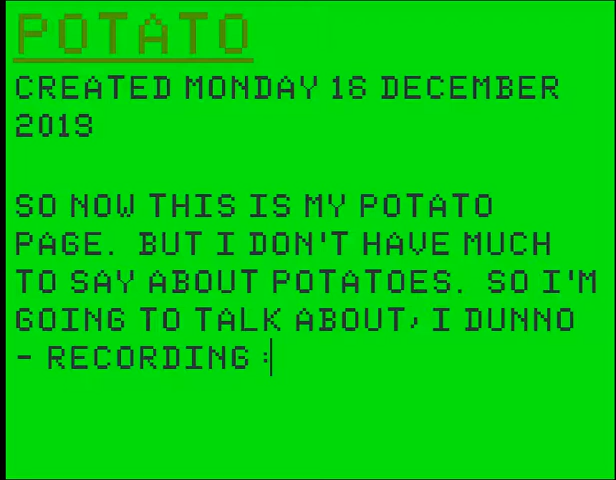 POTATO
CREATED MONDAY 16 DECEMBER
2019

SO NOW THIS IS MY POTATO
PAGE. BUT I DON'T HAVE MUCH
TO SAY ABOUT POTATOES. SO I'M
GOING TO TALK ABOUT, I DUNNO
- RECORDING :